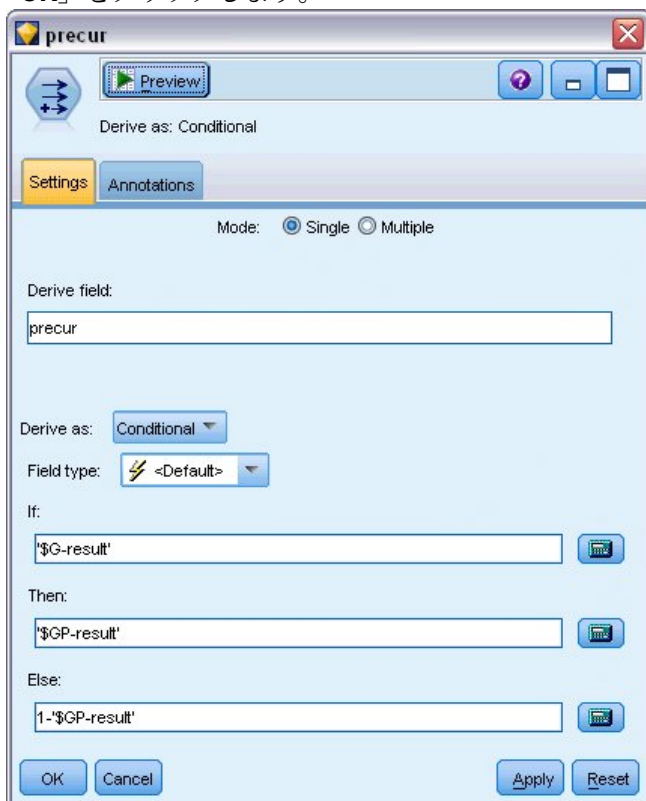 precur
Preview
Derive as: Conditional
Settings Annotations
Mode: Single Multiple
Derive field:
precur
Derive as: Conditional
Field type: <Default>
If:
'$G-result'
Then:
'$GP-result'
Else:
1-'$GP-result'
OK Cancel Apply Reset